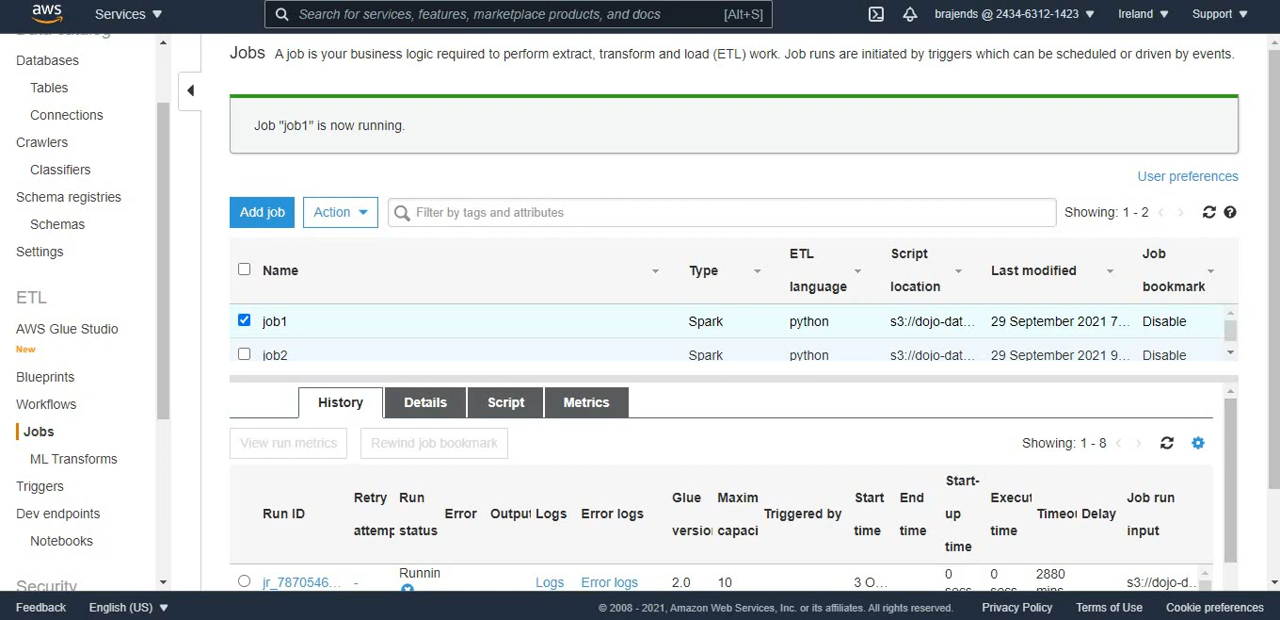 aws
Services
Search for services, features, marketplace products, and docs [Alt+S]
brajends @ 2434-6312-1423
Ireland
Support
Data catalog
Databases
Tables
Connections
Crawlers
Classifiers
Schema registries
Schemas
Settings
ETL
AWS Glue Studio
New
Blueprints
Workflows
Jobs
ML Transforms
Triggers
Dev endpoints
Notebooks
Security
Jobs A job is your business logic required to perform extract, transform and load (ETL) work. Job runs are initiated by triggers which can be scheduled or driven by events.
Job "job1" is now running.
User preferences
Add job Action Filter by tags and attributes Showing: 1 - 2
Name Type ETL language Script location Last modified Job bookmark
job1 Spark python s3://dojo-dat... 29 September 2021 7... Disable
job2 Spark python s3://dojo-dat... 29 September 2021 9... Disable
History Details Script Metrics
View run metrics Rewind job bookmark Showing: 1 - 8
Run ID Retry attemp Run status Error Output Logs Error logs Glue versio Maxim capaci Triggered by Start time End time Start-up time Execut time Timeou Delay Job run input
jr_7870546... - Runnin Logs Error logs 2.0 10 3 O... 0 secs 0 secs 2880 mins s3://dojo-d...
Feedback English (US) © 2008 - 2021, Amazon Web Services, Inc. or its affiliates. All rights reserved. Privacy Policy Terms of Use Cookie preferences